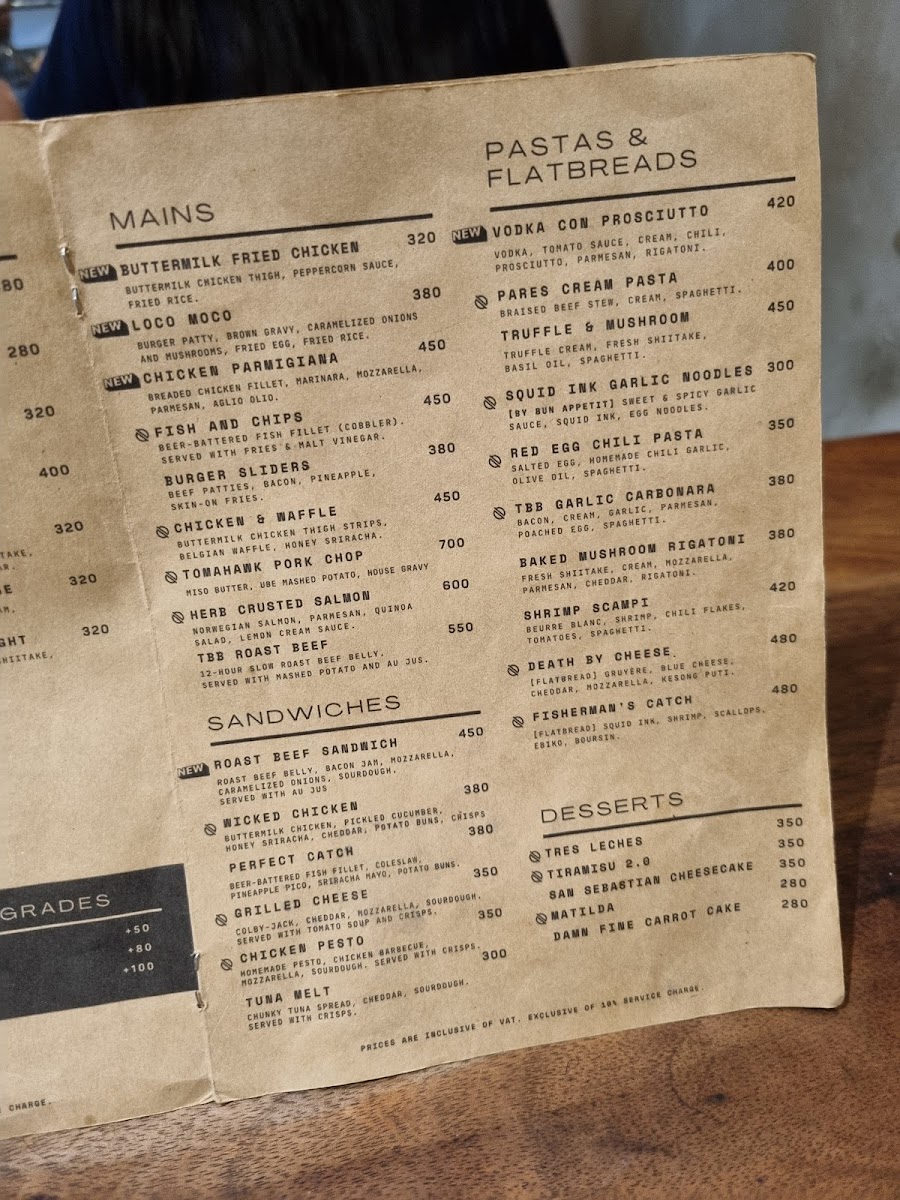 80
280
320
400
320
TAKE,
320
320
GHT
HIITAKE,
GRADES
+50
+80
+100
CHARGE.
MAINS
NEW BUTTERMILK FRIED CHICKEN 320
BUTTERMILK CHICKEN THIGH, PEPPERCORN SAUCE,
FRIED RICE.
NEW LOCO MOCO 380
BURGER PATTY, BROWN GRAVY, CARAMELIZED ONIONS
AND MUSHROOMS, FRIED EGG, FRIED RICE.
NEW CHICKEN PARMIGIANA 450
BREADED CHICKEN FILLET, MARINARA, MOZZARELLA,
PARMESAN, AGLIO OLIO.
FISH AND CHIPS 450
BEER-BATTERED FISH FILLET (COBBLER).
SERVED WITH FRIES & MALT VINEGAR.
BURGER SLIDERS 380
BEEF PATTIES, BACON, PINEAPPLE,
SKIN-ON FRIES.
CHICKEN & WAFFLE 450
BUTTERMILK CHICKEN THIGH STRIPS,
BELGIAN WAFFLE, HONEY SRIRACHA.
TOMAHAWK PORK CHOP 700
MISO BUTTER, UBE MASHED POTATO, HOUSE GRAVY
HERB CRUSTED SALMON 600
NORWEGIAN SALMON, PARMESAN, QUINOA
SALAD, LEMON CREAM SAUCE.
TBB ROAST BEEF 550
12-HOUR SLOW ROAST BEEF BELLY.
SERVED WITH MASHED POTATO AND AU JUS.
SANDWICHES
NEW ROAST BEEF SANDWICH 450
ROAST BEEF BELLY, BACON JAM, MOZZARELLA,
CARAMELIZED ONIONS, SOURDOUGH.
SERVED WITH AU JUS
WICKED CHICKEN 380
BUTTERMILK CHICKEN, PICKLED CUCUMBER,
HONEY SRIRACHA, CHEDDAR, POTATO BUNS, CRISPS
PERFECT CATCH 380
BEER-BATTERED FISH FILLET, COLESLAW,
PINEAPPLE PICO, SRIRACHA MAYO, POTATO BUNS.
GRILLED CHEESE 350
COLBY-JACK, CHEDDAR, MOZZARELLA, SOURDOUGH.
SERVED WITH TOMATO SOUP AND CRISPS.
CHICKEN PESTO 350
HOMEMADE PESTO, CHICKEN BARBECUE,
MOZZARELLA, SOURDOUGH. SERVED WITH CRISPS.
TUNA MELT 300
CHUNKY TUNA SPREAD, CHEDDAR, SOURDOUGH.
SERVED WITH CRISPS.
PASTAS &
FLATBREADS
NEW VODKA CON PROSCIUTTO 420
VODKA, TOMATO SAUCE, CREAM, CHILI,
PROSCIUTTO, PARMESAN, RIGATONI.
PARES CREAM PASTA 400
BRAISED BEEF STEW, CREAM, SPAGHETTI.
TRUFFLE & MUSHROOM 450
TRUFFLE CREAM, FRESH SHIITAKE,
BASIL OIL, SPAGHETTI.
SQUID INK GARLIC NOODLES 300
[BY BUN APPETIT] SWEET & SPICY GARLIC
SAUCE, SQUID INK, EGG NOODLES.
RED EGG CHILI PASTA 350
SALTED EGG, HOMEMADE CHILI GARLIC,
OLIVE OIL, SPAGHETTI.
TBB GARLIC CARBONARA 380
BACON, CREAM, GARLIC, PARMESAN,
POACHED EGG, SPAGHETTI.
BAKED MUSHROOM RIGATONI 380
FRESH SHIITAKE, CREAM, MOZZARELLA,
PARMESAN, CHEDDAR, RIGATONI.
SHRIMP SCAMPI 420
BEURRE BLANC, SHRIMP, CHILI FLAKES,
TOMATOES, SPAGHETTI.
DEATH BY CHEESE. 480
[FLATBREAD] GRUYÈRE, BLUE CHEESE,
CHEDDAR, MOZZARELLA, KESONG PUTI.
FISHERMAN'S CATCH 480
[FLATBREAD] SQUID INK, SHRIMP, SCALLOPS,
EBIKO, BOURSIN.
DESSERTS
TRES LECHES 350
TIRAMISU 2.0 350
SAN SEBASTIAN CHEESECAKE 350
MATILDA 280
DAMN FINE CARROT CAKE 280
PRICES ARE INCLUSIVE OF VAT. EXCLUSIVE OF 10% SERVICE CHARGE.